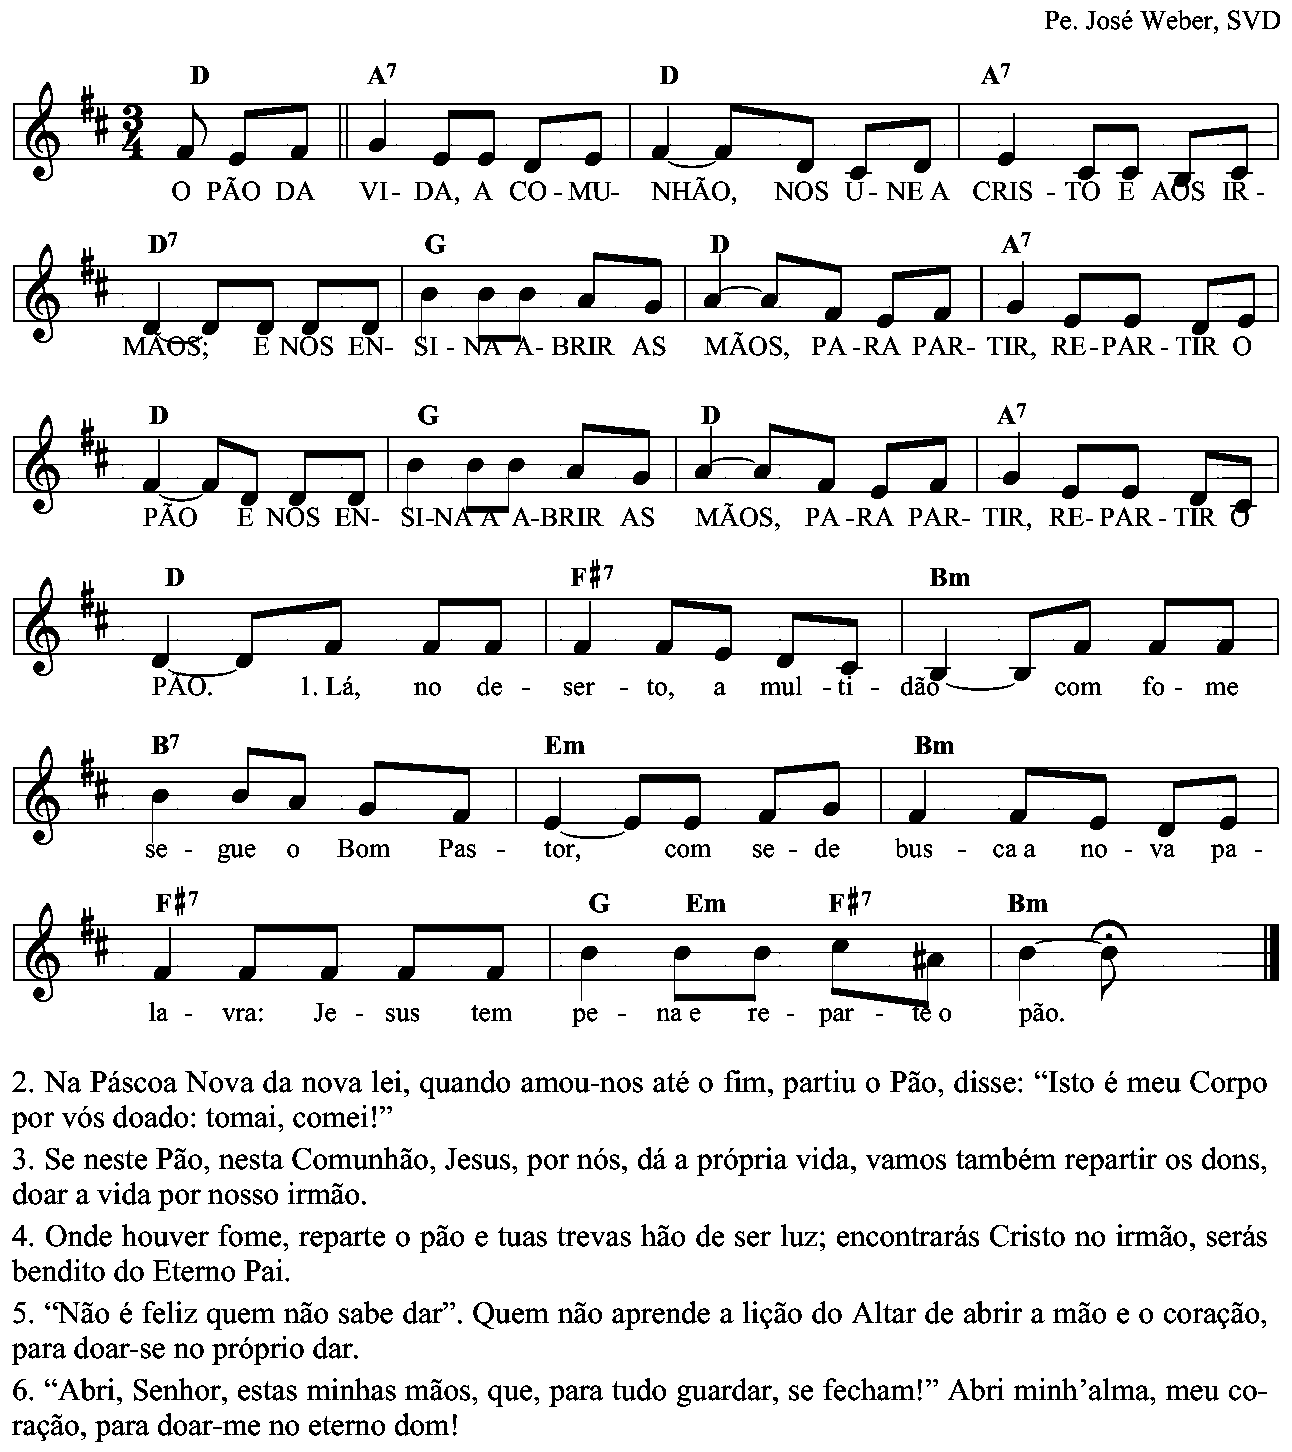 Pe. José Weber, SVD
D A7 D A7
3 4
O PÃO DA VI- DA, A CO- MU- NHÃO, NOS U- NE A CRIS - TO E AOS IR -
D7 G D A7
MÃOS; E NOS EN- SI - NA A- BRIR AS MÃOS, PA - RA PAR- TIR, RE - PAR - TIR O
D G D A7
PÃO E NOS EN- SI-NA A A-BRIR AS MÃOS, PA - RA PAR- TIR, RE - PAR - TIR O
D F#7 Bm
PÃO. 1. Lá, no de - ser - to, a mul - ti - dão com fo - me
B7 Em Bm
se - gue o Bom Pas - tor, com se - de bus - ca a no - va pa -
F#7 G Em F#7 Bm
la - vra: Je - sus tem pe - na e re - par - te o pão.
2. Na Páscoa Nova da nova lei, quando amou-nos até o fim, partiu o Pão, disse: “Isto é meu Corpo
por vós doado: tomai, comei!”
3. Se neste Pão, nesta Comunhão, Jesus, por nós, dá a própria vida, vamos também repartir os dons,
doar a vida por nosso irmão.
4. Onde houver fome, reparte o pão e tuas trevas hão de ser luz; encontrarás Cristo no irmão, serás
bendito do Eterno Pai.
5. “Não é feliz quem não sabe dar”. Quem não aprende a lição do Altar de abrir a mão e o coração,
para doar-se no próprio dar.
6. “Abri, Senhor, estas minhas mãos, que, para tudo guardar, se fecham!” Abri minh’alma, meu co-
ração, para doar-me no eterno dom!